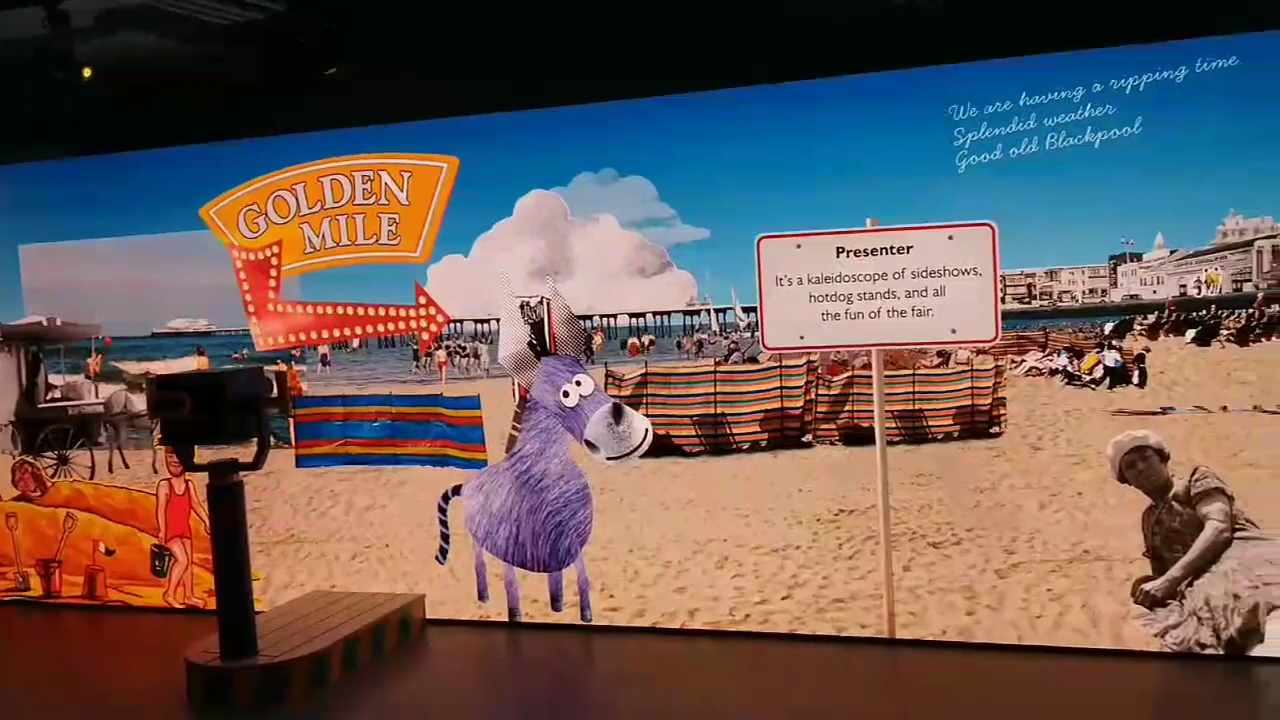 We are having a ripping time
Splendid weather
Good old Blackpool
GOLDEN
MILE
Presenter
It's a kaleidoscope of sideshows,
hotdog stands, and all
the fun of the fair.